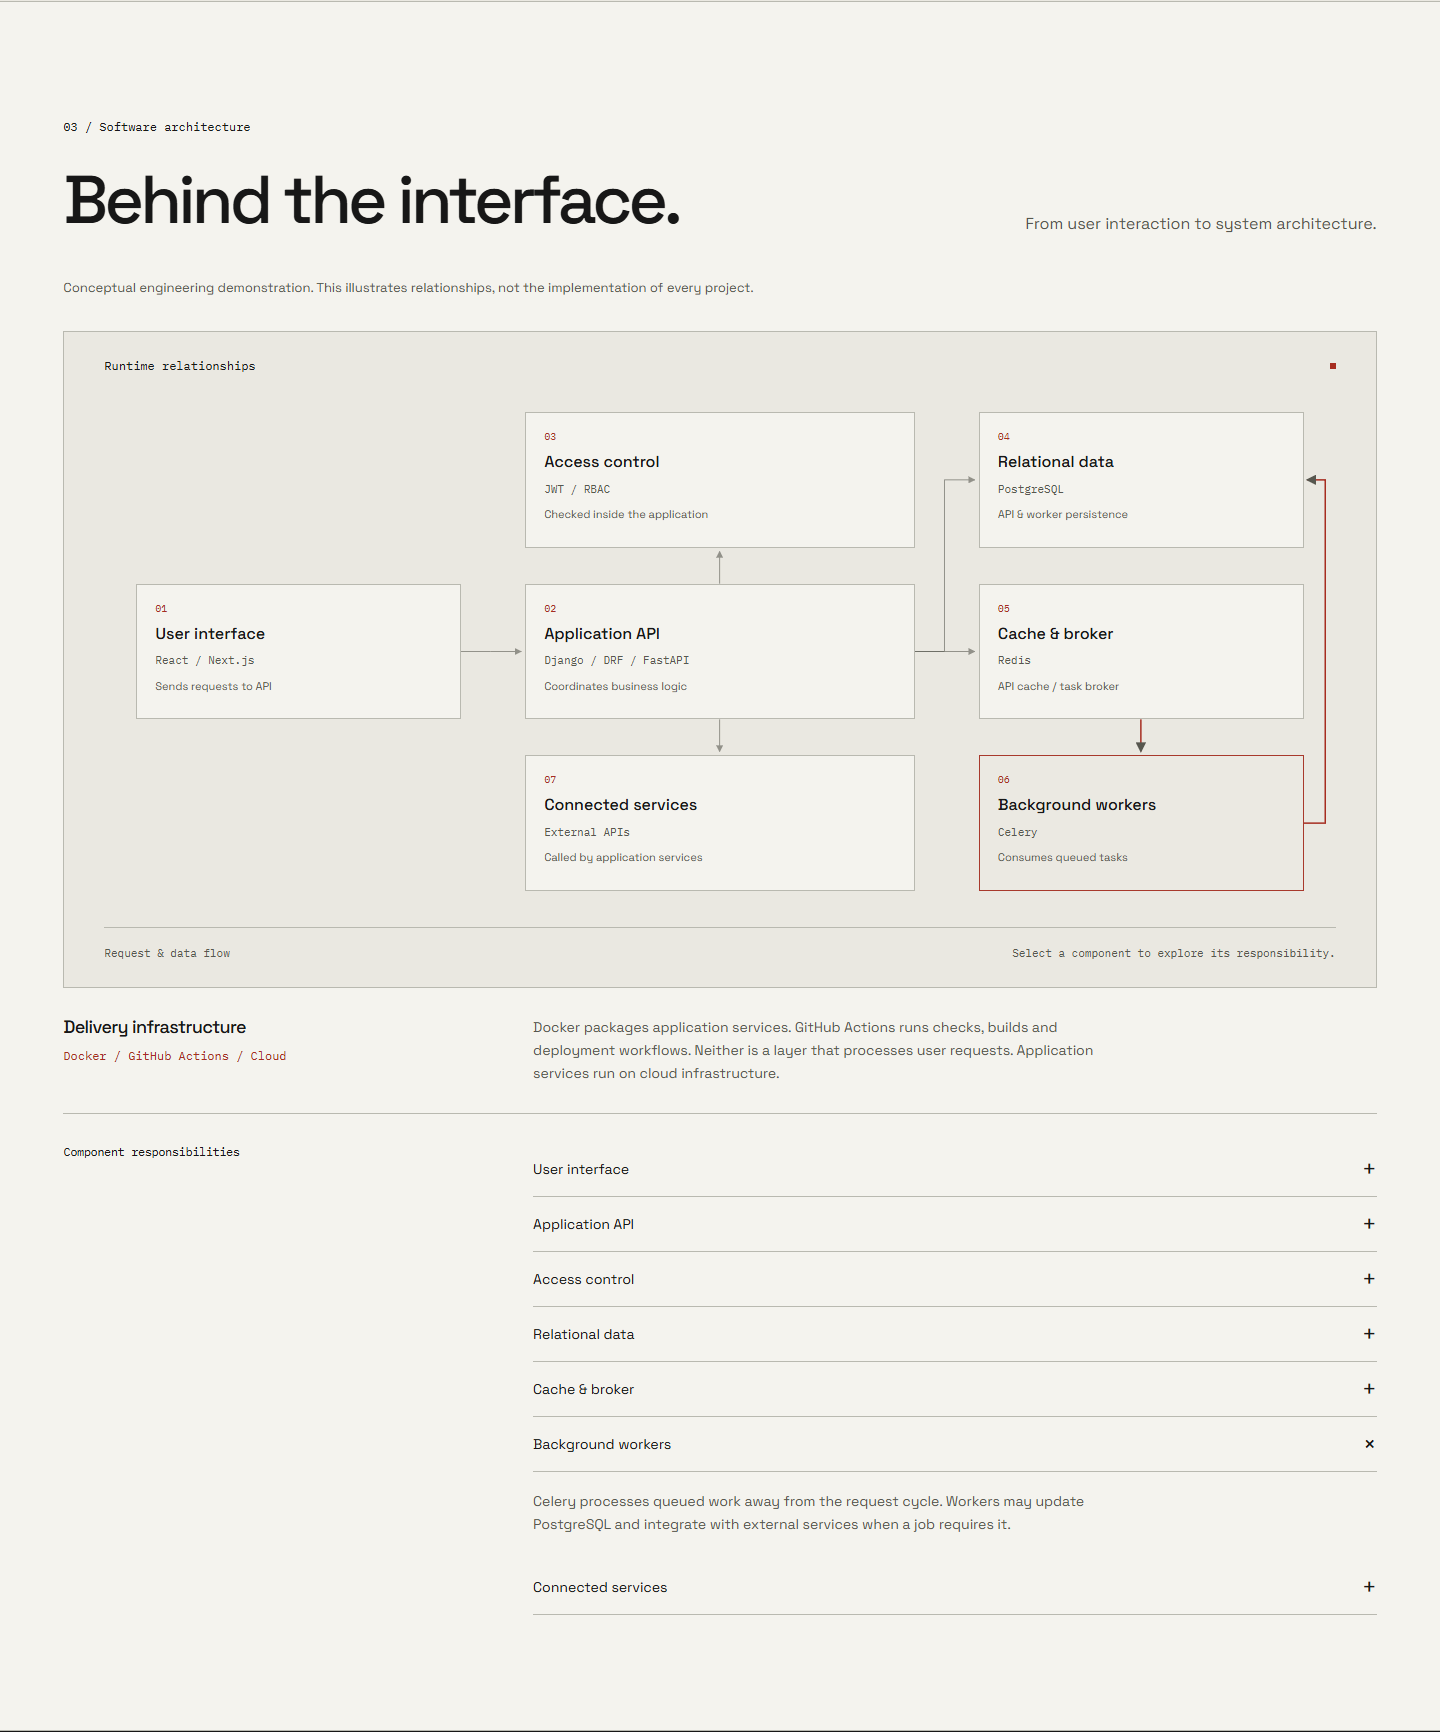 03 / Software architecture
Behind the interface.
From user interaction to system architecture.
Conceptual engineering demonstration. This illustrates relationships, not the implementation of every project.
Runtime relationships
03
Access control
JWT / RBAC
Checked inside the application
04
Relational data
PostgreSQL
API & worker persistence
01
User interface
React / Next.js
Sends requests to API
02
Application API
Django / DRF / FastAPI
Coordinates business logic
05
Cache & broker
Redis
API cache / task broker
07
Connected services
External APIs
Called by application services
06
Background workers
Celery
Consumes queued tasks
Request & data flow
Select a component to explore its responsibility.
Delivery infrastructure
Docker / GitHub Actions / Cloud
Docker packages application services. GitHub Actions runs checks, builds and
deployment workflows. Neither is a layer that processes user requests. Application
services run on cloud infrastructure.
Component responsibilities
User interface +
Application API +
Access control +
Relational data +
Cache & broker +
Background workers ×
Celery processes queued work away from the request cycle. Workers may update
PostgreSQL and integrate with external services when a job requires it.
Connected services +